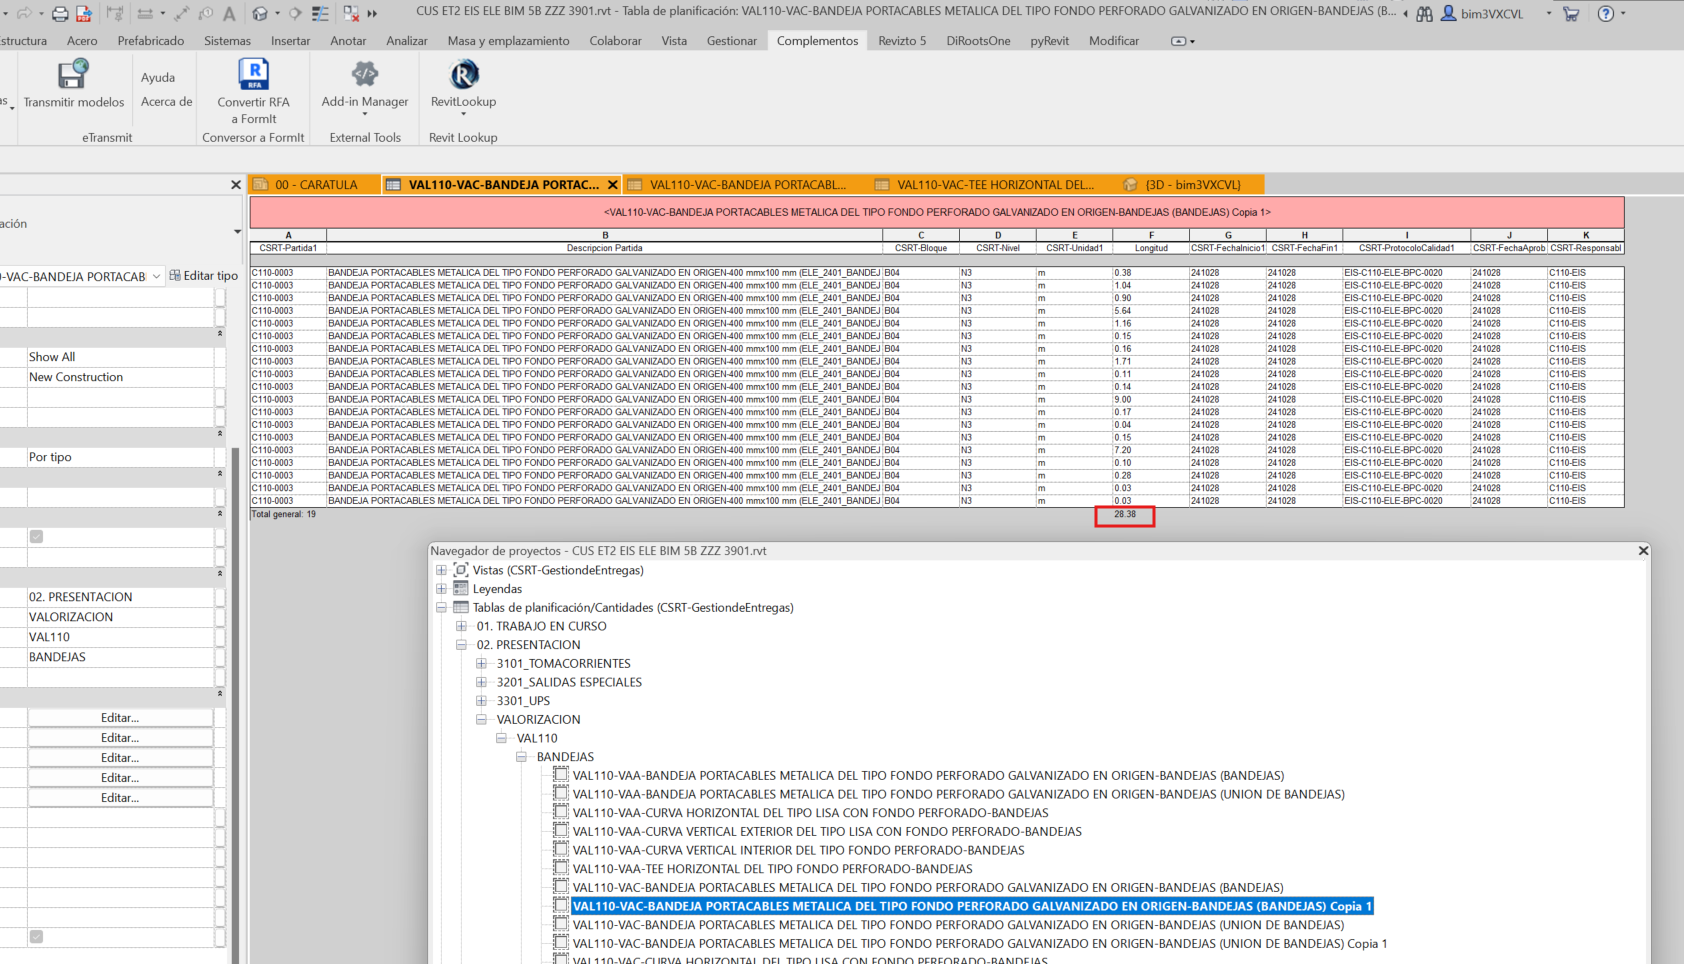 CUS ET2 EIS ELE BIM 5B ZZZ 3901.rvt - Tabla de planificación: VAL110-VAC-BANDEJA PORTACABLES METALICA DEL TIPO FONDO PERFORADO GALVANIZADO EN ORIGEN-BANDEJAS (B... bim3VXCVL
structura Acero Prefabricado Sistemas Insertar Anotar Analizar Masa y emplazamiento Colaborar Vista Gestionar Complementos Revizto 5 DiRootsOne pyRevit Modificar
as Transmitir modelos Ayuda Acerca de Convertir RFA a FormIt Add-in Manager RevitLookup
eTransmit Conversor a FormIt External Tools Revit Lookup
00 - CARATULA VAL110-VAC-BANDEJA PORTAC... VAL110-VAC-BANDEJA PORTACABL... VAL110-VAC-TEE HORIZONTAL DEL... {3D - bim3VXCVL}
ación
-VAC-BANDEJA PORTACAB Editar tipo
Show All
New Construction
Por tipo
02. PRESENTACION
VALORIZACION
VAL110
BANDEJAS
Editar...
Editar...
Editar...
Editar...
Editar...
<VAL110-VAC-BANDEJA PORTACABLES METALICA DEL TIPO FONDO PERFORADO GALVANIZADO EN ORIGEN-BANDEJAS (BANDEJAS) Copia 1>
A B C D E F G H I J K
CSRT-Partida1 Descripcion Partida CSRT-Bloque CSRT-Nivel CSRT-Unidad1 Longitud CSRT-FechaInicio1 CSRT-FechaFin1 CSRT-ProtocoloCalidad1 CSRT-FechaAprob CSRT-Responsabl
C110-0003 BANDEJA PORTACABLES METALICA DEL TIPO FONDO PERFORADO GALVANIZADO EN ORIGEN-400 mmx100 mm (ELE_2401_BANDEJ B04 N3 m 0.38 241028 241028 EIS-C110-ELE-BPC-0020 241028 C110-EIS
C110-0003 BANDEJA PORTACABLES METALICA DEL TIPO FONDO PERFORADO GALVANIZADO EN ORIGEN-400 mmx100 mm (ELE_2401_BANDEJ B04 N3 m 1.04 241028 241028 EIS-C110-ELE-BPC-0020 241028 C110-EIS
C110-0003 BANDEJA PORTACABLES METALICA DEL TIPO FONDO PERFORADO GALVANIZADO EN ORIGEN-400 mmx100 mm (ELE_2401_BANDEJ B04 N3 m 0.90 241028 241028 EIS-C110-ELE-BPC-0020 241028 C110-EIS
C110-0003 BANDEJA PORTACABLES METALICA DEL TIPO FONDO PERFORADO GALVANIZADO EN ORIGEN-400 mmx100 mm (ELE_2401_BANDEJ B04 N3 m 5.64 241028 241028 EIS-C110-ELE-BPC-0020 241028 C110-EIS
C110-0003 BANDEJA PORTACABLES METALICA DEL TIPO FONDO PERFORADO GALVANIZADO EN ORIGEN-400 mmx100 mm (ELE_2401_BANDEJ B04 N3 m 1.16 241028 241028 EIS-C110-ELE-BPC-0020 241028 C110-EIS
C110-0003 BANDEJA PORTACABLES METALICA DEL TIPO FONDO PERFORADO GALVANIZADO EN ORIGEN-400 mmx100 mm (ELE_2401_BANDEJ B04 N3 m 0.15 241028 241028 EIS-C110-ELE-BPC-0020 241028 C110-EIS
C110-0003 BANDEJA PORTACABLES METALICA DEL TIPO FONDO PERFORADO GALVANIZADO EN ORIGEN-400 mmx100 mm (ELE_2401_BANDEJ B04 N3 m 0.16 241028 241028 EIS-C110-ELE-BPC-0020 241028 C110-EIS
C110-0003 BANDEJA PORTACABLES METALICA DEL TIPO FONDO PERFORADO GALVANIZADO EN ORIGEN-400 mmx100 mm (ELE_2401_BANDEJ B04 N3 m 1.71 241028 241028 EIS-C110-ELE-BPC-0020 241028 C110-EIS
C110-0003 BANDEJA PORTACABLES METALICA DEL TIPO FONDO PERFORADO GALVANIZADO EN ORIGEN-400 mmx100 mm (ELE_2401_BANDEJ B04 N3 m 0.11 241028 241028 EIS-C110-ELE-BPC-0020 241028 C110-EIS
C110-0003 BANDEJA PORTACABLES METALICA DEL TIPO FONDO PERFORADO GALVANIZADO EN ORIGEN-400 mmx100 mm (ELE_2401_BANDEJ B04 N3 m 0.14 241028 241028 EIS-C110-ELE-BPC-0020 241028 C110-EIS
C110-0003 BANDEJA PORTACABLES METALICA DEL TIPO FONDO PERFORADO GALVANIZADO EN ORIGEN-400 mmx100 mm (ELE_2401_BANDEJ B04 N3 m 9.00 241028 241028 EIS-C110-ELE-BPC-0020 241028 C110-EIS
C110-0003 BANDEJA PORTACABLES METALICA DEL TIPO FONDO PERFORADO GALVANIZADO EN ORIGEN-400 mmx100 mm (ELE_2401_BANDEJ B04 N3 m 0.17 241028 241028 EIS-C110-ELE-BPC-0020 241028 C110-EIS
C110-0003 BANDEJA PORTACABLES METALICA DEL TIPO FONDO PERFORADO GALVANIZADO EN ORIGEN-400 mmx100 mm (ELE_2401_BANDEJ B04 N3 m 0.04 241028 241028 EIS-C110-ELE-BPC-0020 241028 C110-EIS
C110-0003 BANDEJA PORTACABLES METALICA DEL TIPO FONDO PERFORADO GALVANIZADO EN ORIGEN-400 mmx100 mm (ELE_2401_BANDEJ B04 N3 m 0.15 241028 241028 EIS-C110-ELE-BPC-0020 241028 C110-EIS
C110-0003 BANDEJA PORTACABLES METALICA DEL TIPO FONDO PERFORADO GALVANIZADO EN ORIGEN-400 mmx100 mm (ELE_2401_BANDEJ B04 N3 m 7.20 241028 241028 EIS-C110-ELE-BPC-0020 241028 C110-EIS
C110-0003 BANDEJA PORTACABLES METALICA DEL TIPO FONDO PERFORADO GALVANIZADO EN ORIGEN-400 mmx100 mm (ELE_2401_BANDEJ B04 N3 m 0.10 241028 241028 EIS-C110-ELE-BPC-0020 241028 C110-EIS
C110-0003 BANDEJA PORTACABLES METALICA DEL TIPO FONDO PERFORADO GALVANIZADO EN ORIGEN-400 mmx100 mm (ELE_2401_BANDEJ B04 N3 m 0.28 241028 241028 EIS-C110-ELE-BPC-0020 241028 C110-EIS
C110-0003 BANDEJA PORTACABLES METALICA DEL TIPO FONDO PERFORADO GALVANIZADO EN ORIGEN-400 mmx100 mm (ELE_2401_BANDEJ B04 N3 m 0.03 241028 241028 EIS-C110-ELE-BPC-0020 241028 C110-EIS
C110-0003 BANDEJA PORTACABLES METALICA DEL TIPO FONDO PERFORADO GALVANIZADO EN ORIGEN-400 mmx100 mm (ELE_2401_BANDEJ B04 N3 m 0.03 241028 241028 EIS-C110-ELE-BPC-0020 241028 C110-EIS
Total general: 19 28.38
Navegador de proyectos - CUS ET2 EIS ELE BIM 5B ZZZ 3901.rvt
Vistas (CSRT-GestiondeEntregas)
Leyendas
Tablas de planificación/Cantidades (CSRT-GestiondeEntregas)
01. TRABAJO EN CURSO
02. PRESENTACION
3101_TOMACORRIENTES
3201_SALIDAS ESPECIALES
3301_UPS
VALORIZACION
VAL110
BANDEJAS
VAL110-VAA-BANDEJA PORTACABLES METALICA DEL TIPO FONDO PERFORADO GALVANIZADO EN ORIGEN-BANDEJAS (BANDEJAS)
VAL110-VAA-BANDEJA PORTACABLES METALICA DEL TIPO FONDO PERFORADO GALVANIZADO EN ORIGEN-BANDEJAS (UNION DE BANDEJAS)
VAL110-VAA-CURVA HORIZONTAL DEL TIPO LISA CON FONDO PERFORADO-BANDEJAS
VAL110-VAA-CURVA VERTICAL EXTERIOR DEL TIPO LISA CON FONDO PERFORADO-BANDEJAS
VAL110-VAA-CURVA VERTICAL INTERIOR DEL TIPO FONDO PERFORADO-BANDEJAS
VAL110-VAA-TEE HORIZONTAL DEL TIPO FONDO PERFORADO-BANDEJAS
VAL110-VAC-BANDEJA PORTACABLES METALICA DEL TIPO FONDO PERFORADO GALVANIZADO EN ORIGEN-BANDEJAS (BANDEJAS)
VAL110-VAC-BANDEJA PORTACABLES METALICA DEL TIPO FONDO PERFORADO GALVANIZADO EN ORIGEN-BANDEJAS (BANDEJAS) Copia 1
VAL110-VAC-BANDEJA PORTACABLES METALICA DEL TIPO FONDO PERFORADO GALVANIZADO EN ORIGEN-BANDEJAS (UNION DE BANDEJAS)
VAL110-VAC-BANDEJA PORTACABLES METALICA DEL TIPO FONDO PERFORADO GALVANIZADO EN ORIGEN-BANDEJAS (UNION DE BANDEJAS) Copia 1
VAL110-VAC-CURVA HORIZONTAL DEL TIPO LISA CON FONDO PERFORADO-BANDEJAS